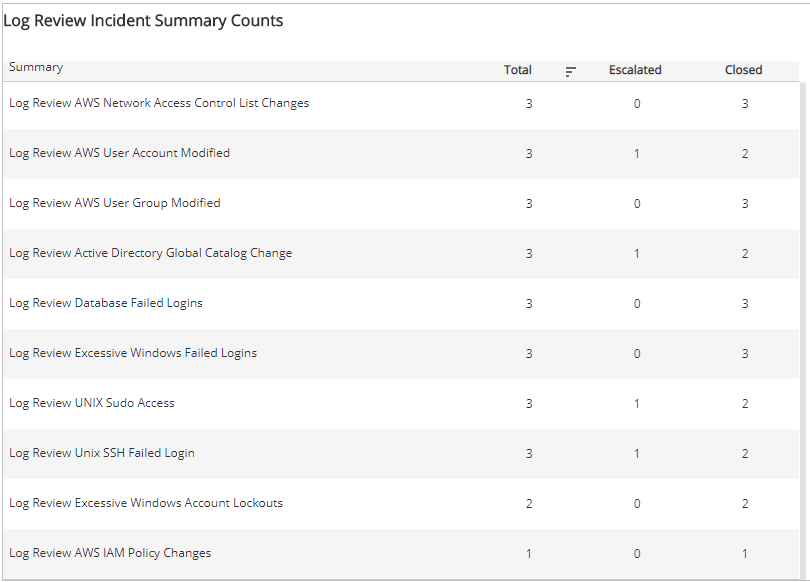 Log Review Incident Summary Counts
Summary Total Escalated Closed
Log Review AWS Network Access Control List Changes 3 0 3
Log Review AWS User Account Modified 3 1 2
Log Review AWS User Group Modified 3 0 3
Log Review Active Directory Global Catalog Change 3 1 2
Log Review Database Failed Logins 3 0 3
Log Review Excessive Windows Failed Logins 3 0 3
Log Review UNIX Sudo Access 3 1 2
Log Review Unix SSH Failed Login 3 1 2
Log Review Excessive Windows Account Lockouts 2 0 2
Log Review AWS IAM Policy Changes 1 0 1